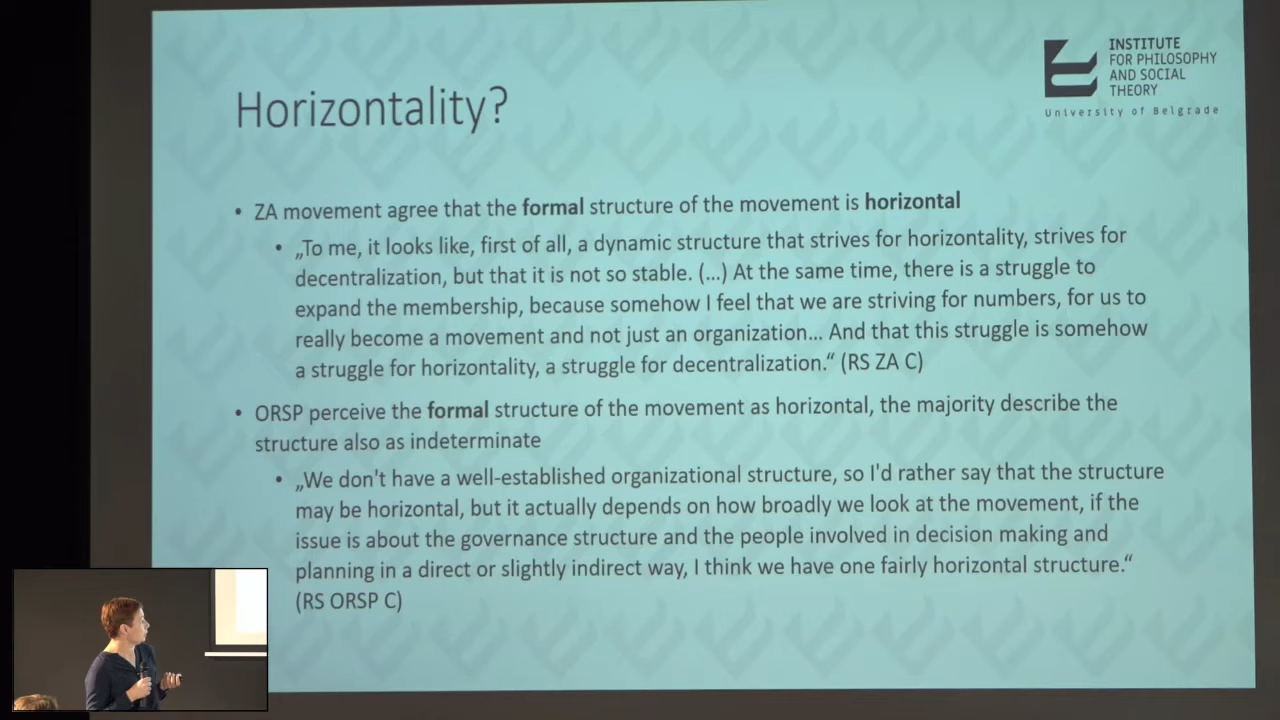 INSTITUTE
FOR PHILOSOPHY
AND SOCIAL
THEORY
University of Belgrade
Horizontality?
• ZA movement agree that the formal structure of the movement is horizontal
• „To me, it looks like, first of all, a dynamic structure that strives for horizontality, strives for
decentralization, but that it is not so stable. (...) At the same time, there is a struggle to
expand the membership, because somehow I feel that we are striving for numbers, for us to
really become a movement and not just an organization... And that this struggle is somehow
a struggle for horizontality, a struggle for decentralization.“ (RS ZA C)
• ORSP perceive the formal structure of the movement as horizontal, the majority describe the
structure also as indeterminate
• „We don't have a well-established organizational structure, so I'd rather say that the structure
may be horizontal, but it actually depends on how broadly we look at the movement, if the
issue is about the governance structure and the people involved in decision making and
planning in a direct or slightly indirect way, I think we have one fairly horizontal structure.“
(RS ORSP C)